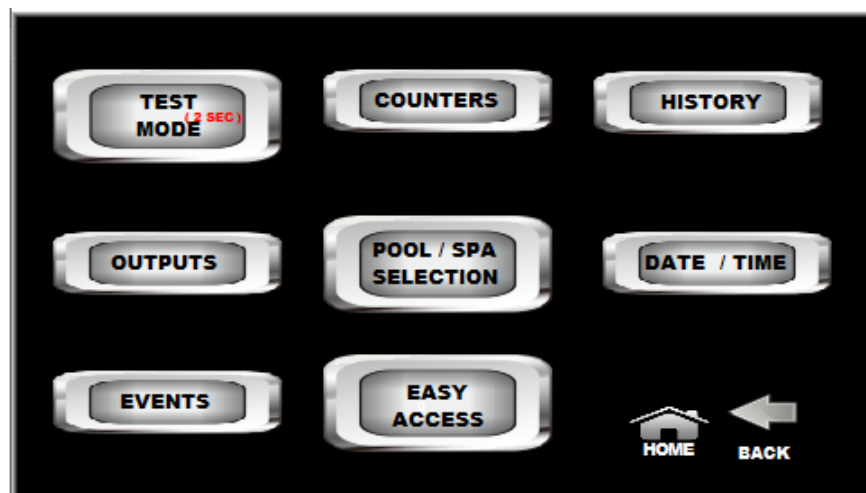 TEST
MODE
( 2 SEC )
COUNTERS
HISTORY
OUTPUTS
POOL / SPA
SELECTION
DATE / TIME
EVENTS
EASY
ACCESS
HOME
BACK